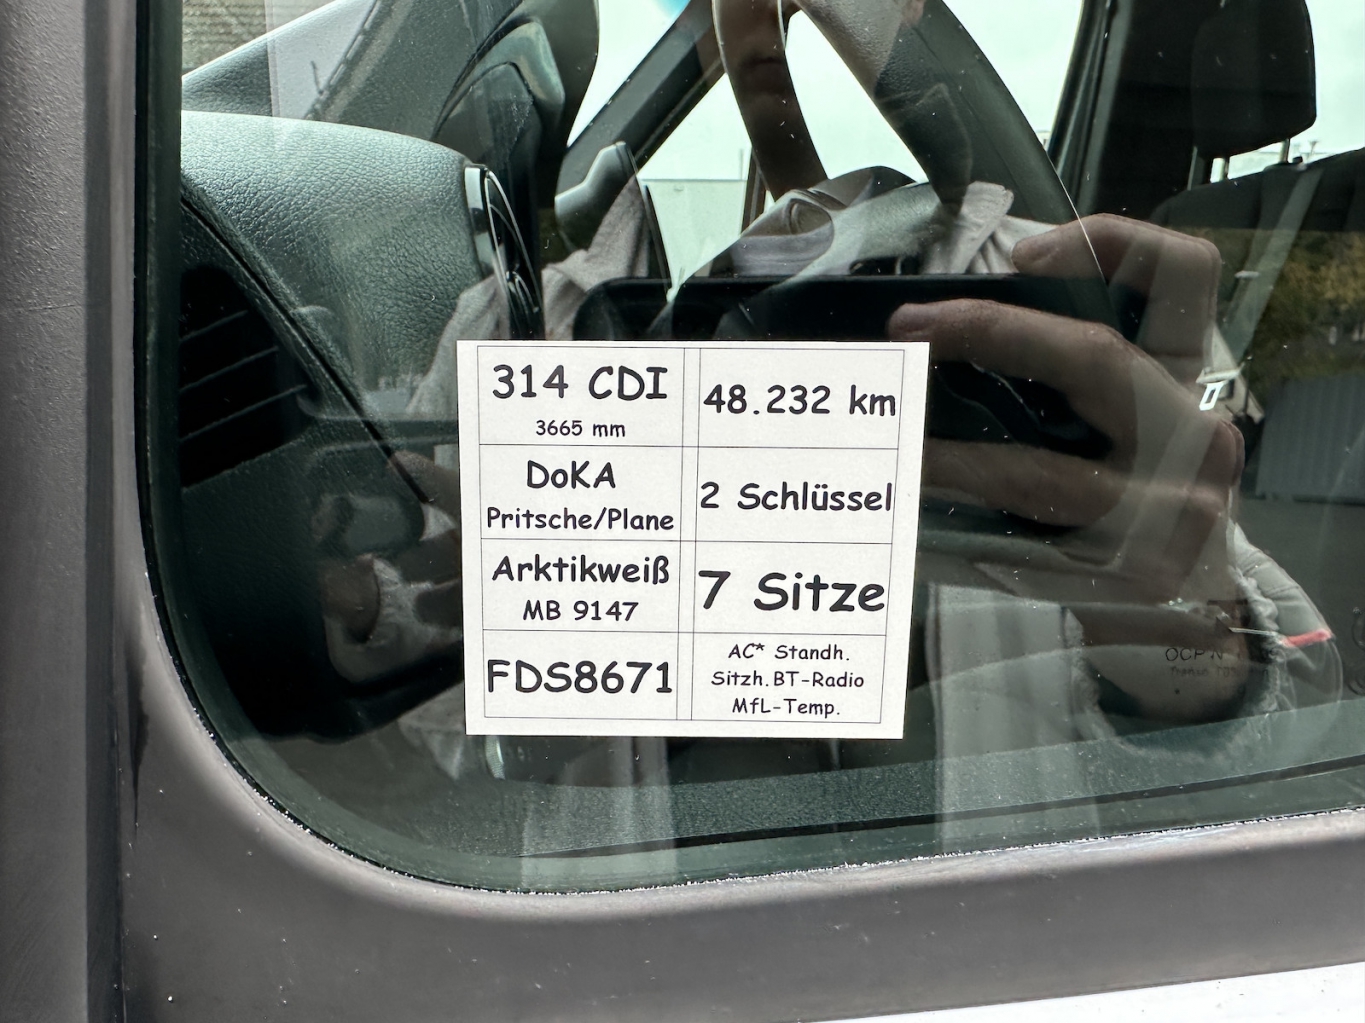 314 CDI
3665 mm
48.232 km
DoKA
Pritsche/Plane
2 Schlüssel
Arktikweiß
MB 9147
7 Sitze
FDS8671
AC* Standh.
Sitzh. BT-Radio
MfL-Temp.